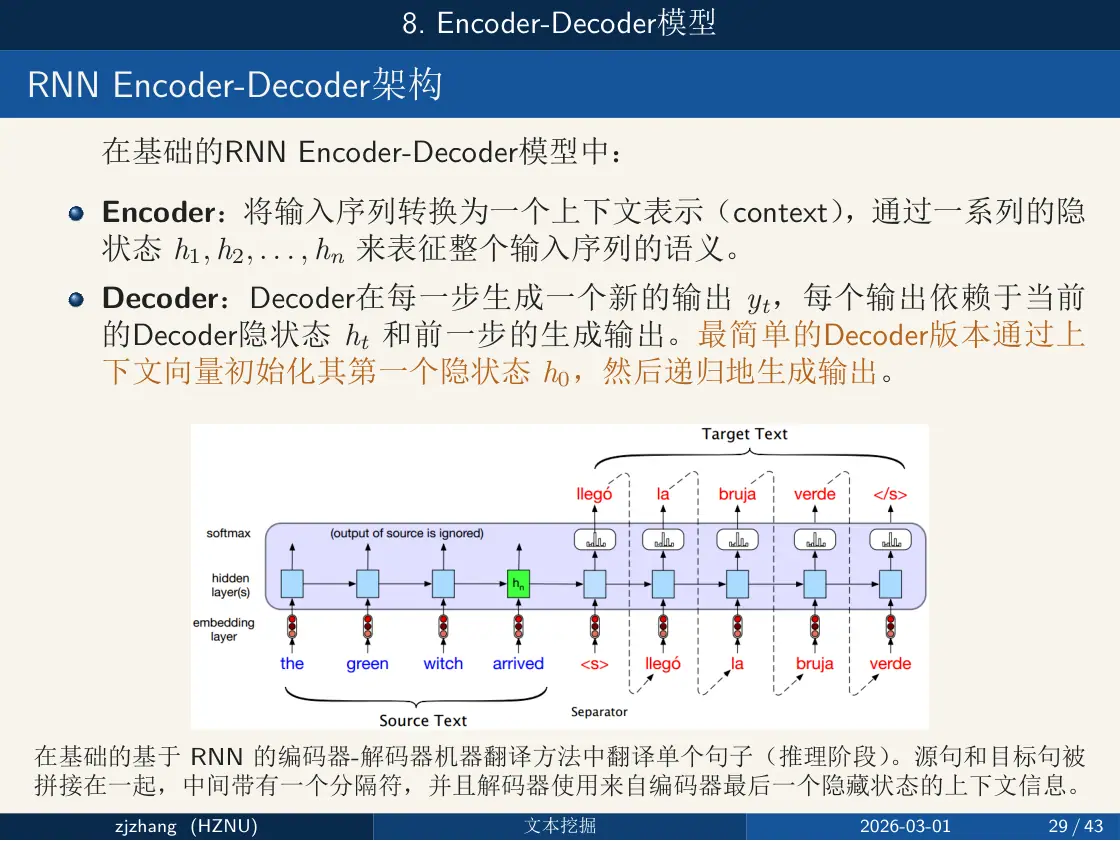 8. Encoder-Decoder模型
RNN Encoder-Decoder架构
在基础的RNN Encoder-Decoder模型中：
Encoder：将输入序列转换为一个上下文表示（context），通过一系列的隐
状态 h₁, h₂, . . . , hₙ 来表征整个输入序列的语义。
Decoder：Decoder在每一步生成一个新的输出 yₜ，每个输出依赖于当前
的Decoder隐状态 hₜ 和前一步的生成输出。最简单的Decoder版本通过上
下文向量初始化其第一个隐状态 h₀，然后递归地生成输出。
Target Text
llegó la bruja verde </s>
softmax (output of source is ignored)
hidden
layer(s)
hₙ
embedding
layer
the green witch arrived <s> llegó la bruja verde
Separator
Source Text
在基础的基于 RNN 的编码器-解码器机器翻译方法中翻译单个句子（推理阶段）。源句和目标句被
拼接在一起，中间带有一个分隔符，并且解码器使用来自编码器最后一个隐藏状态的上下文信息。
zjzhang (HZNU) 文本挖掘 2026-03-01 29 / 43